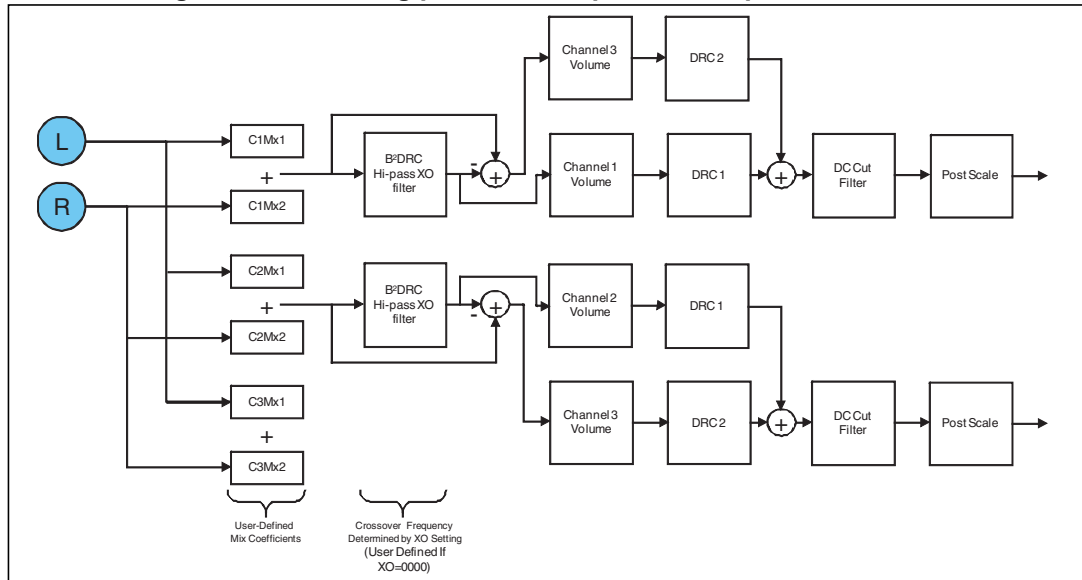 Channel 3
Volume
DRC 2
L
C1Mx1
B²DRC
Hi-pass XO
filter
-
+
Channel 1
Volume
DRC 1
+
DC Cut
Filter
Post Scale
+
R
C1Mx2
C2Mx1
B²DRC
Hi-pass XO
filter
-
+
Channel 2
Volume
DRC 1
+
C2Mx2
C3Mx1
Channel 3
Volume
DRC 2
+
DC Cut
Filter
Post Scale
+
C3Mx2
User-Defined
Mix Coefficients
Crossover Frequency
Determined by XO Setting
(User Defined If
XO=0000)